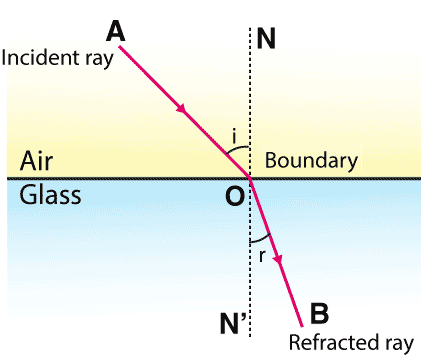 A
N
Incident ray
i
Air
Boundary
Glass
O
r
N'
B
Refracted ray